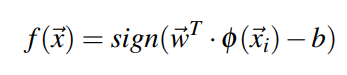 f(x⃗) = sign(w⃗ᵀ · ϕ(x⃗ᵢ) − b)